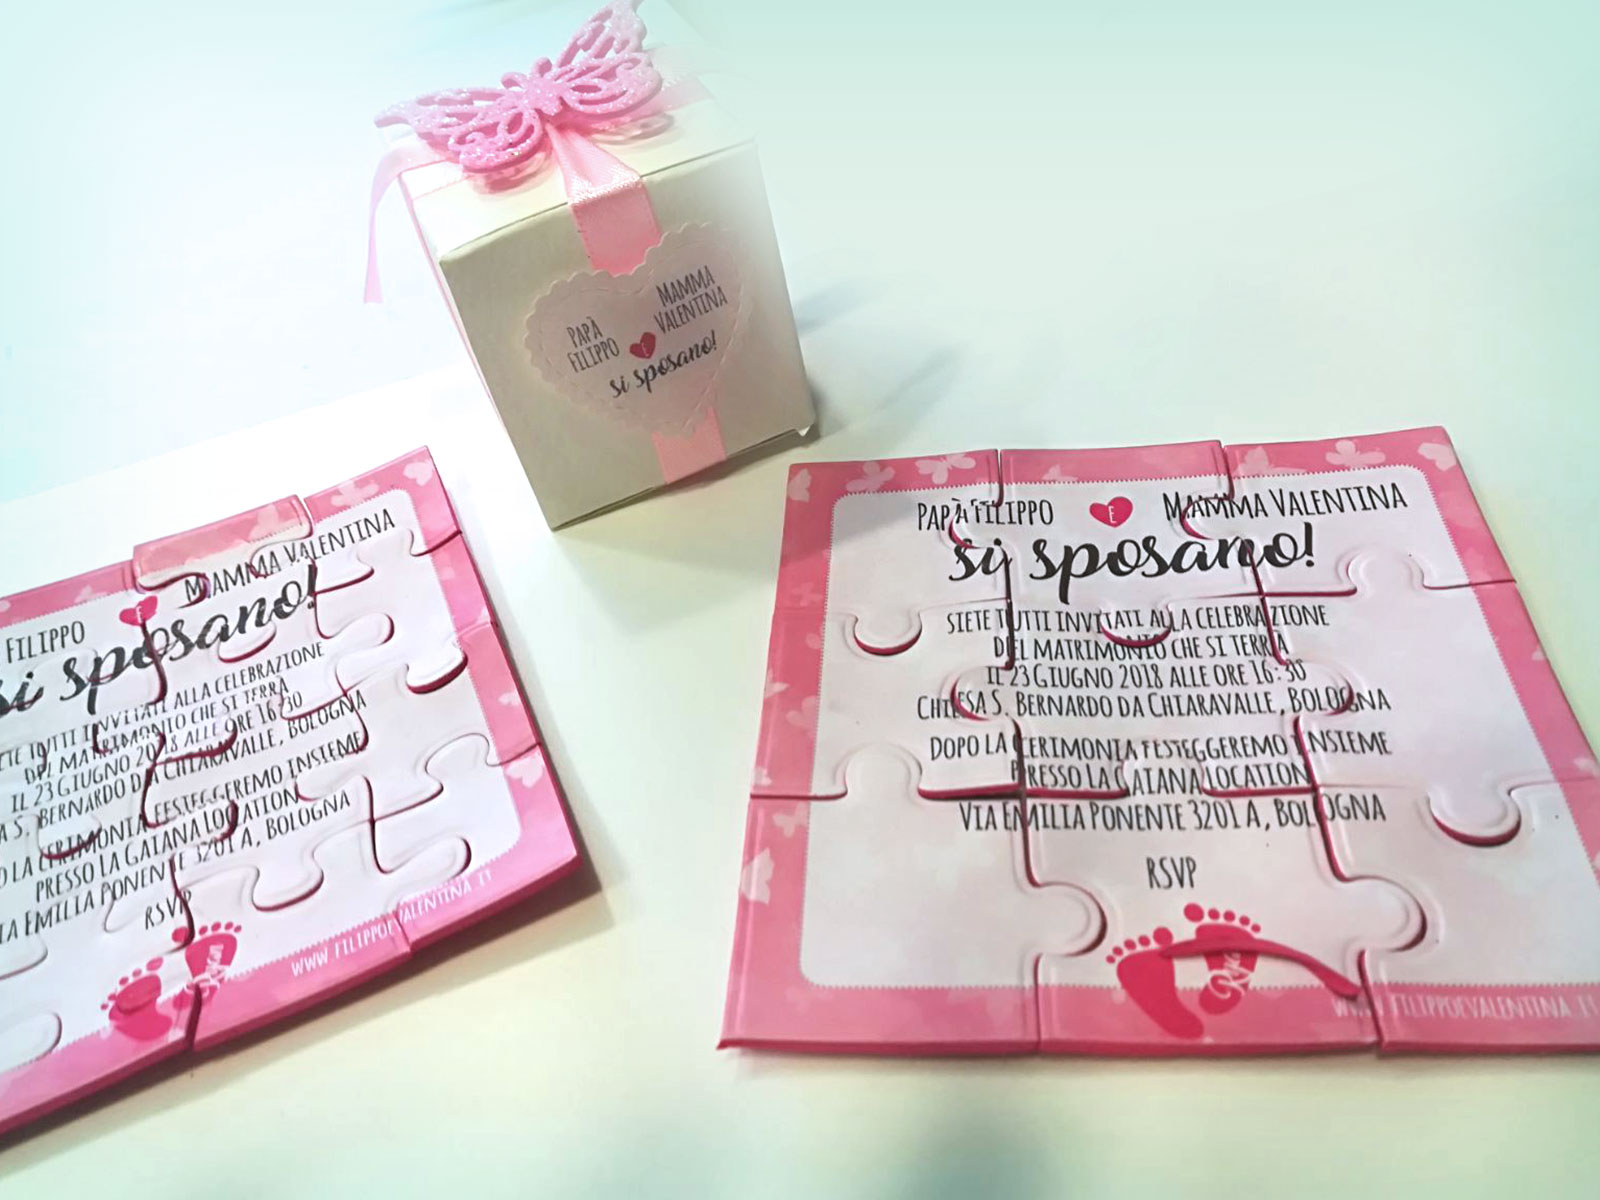 PAPÀ
FILIPPO
E
MAMMA
VALENTINA
si sposano!
FILIPPO E MAMMA VALENTINA
si sposano!
TUTTI INVITATI ALLA CELEBRAZIONE
DEL MATRIMONIO CHE SI TERRÀ
IL 23 GIUGNO 2018 ALLE ORE 16:30
S. BERNARDO DA CHIARAVALLE, BOLOGNA
LA CERIMONIA FESTEGGEREMO INSIEME
PRESSO LA GAIANA LOCATION
EMILIA PONENTE 3201 A, BOLOGNA
RSVP
WWW.FILIPPOEVALENTINA.IT
PAPÀ FILIPPO E MAMMA VALENTINA
si sposano!
SIETE TUTTI INVITATI ALLA CELEBRAZIONE
DEL MATRIMONIO CHE SI TERRÀ
IL 23 GIUGNO 2018 ALLE ORE 16:30
CHIESA S. BERNARDO DA CHIARAVALLE, BOLOGNA
DOPO LA CERIMONIA FESTEGGEREMO INSIEME
PRESSO LA GAIANA LOCATION
VIA EMILIA PONENTE 3201 A, BOLOGNA
RSVP
WWW.FILIPPOEVALENTINA.IT